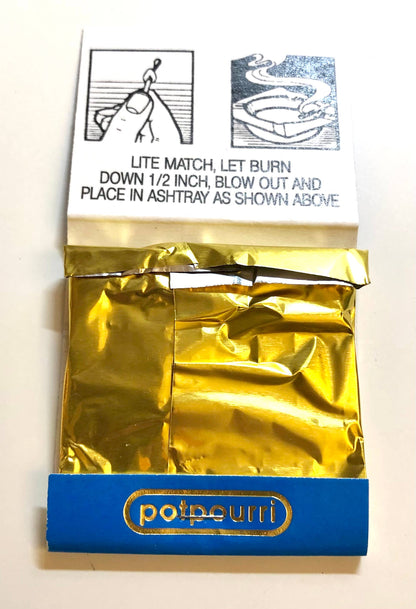 LITE MATCH, LET BURN
DOWN 1/2 INCH, BLOW OUT AND
PLACE IN ASHTRAY AS SHOWN ABOVE
potpourri